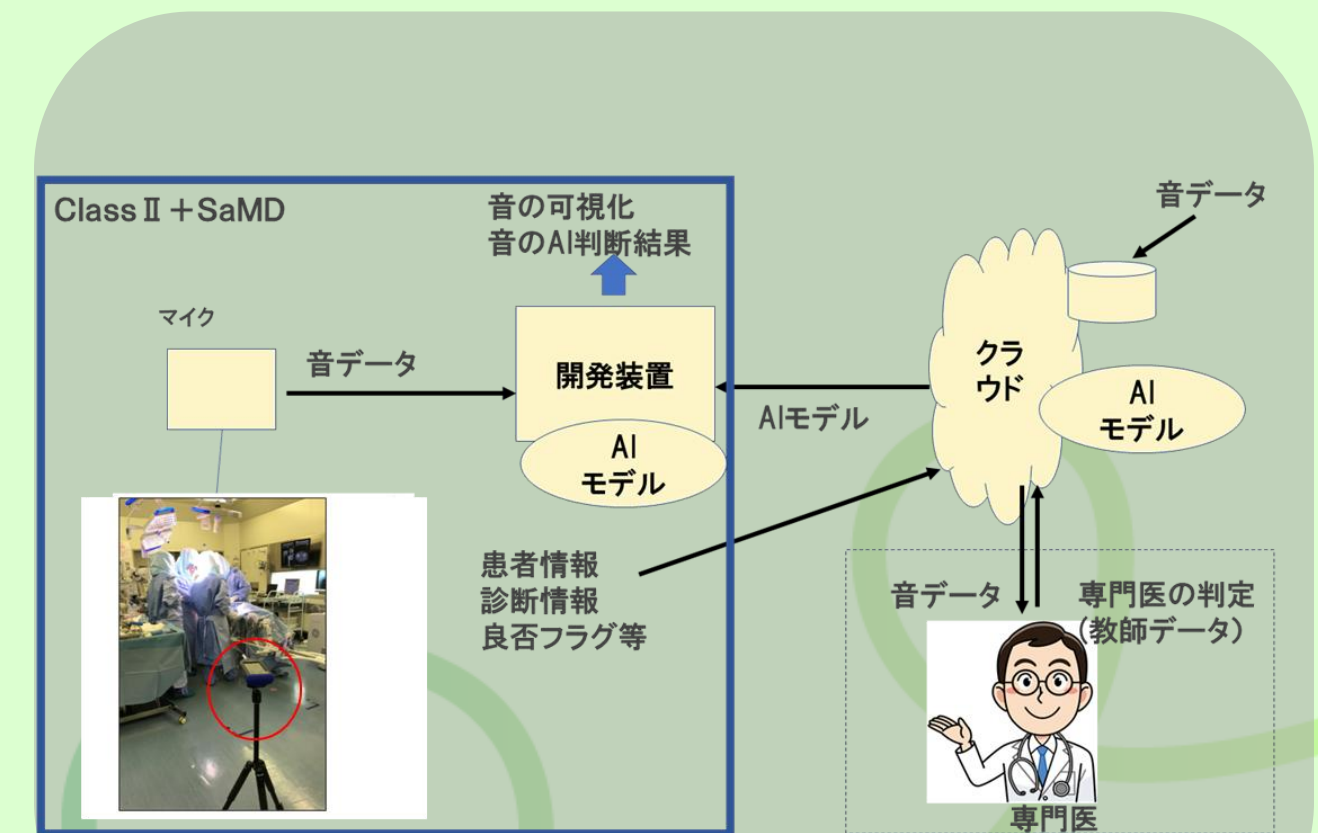 Class Ⅱ+SaMD
音の可視化
音のAI判断結果
マイク
音データ
開発装置
AI
モデル
患者情報
診断情報
良否フラグ等
AIモデル
音データ
クラ
ウド
AI
モデル
音データ
専門医の判定
(教師データ)
専門医